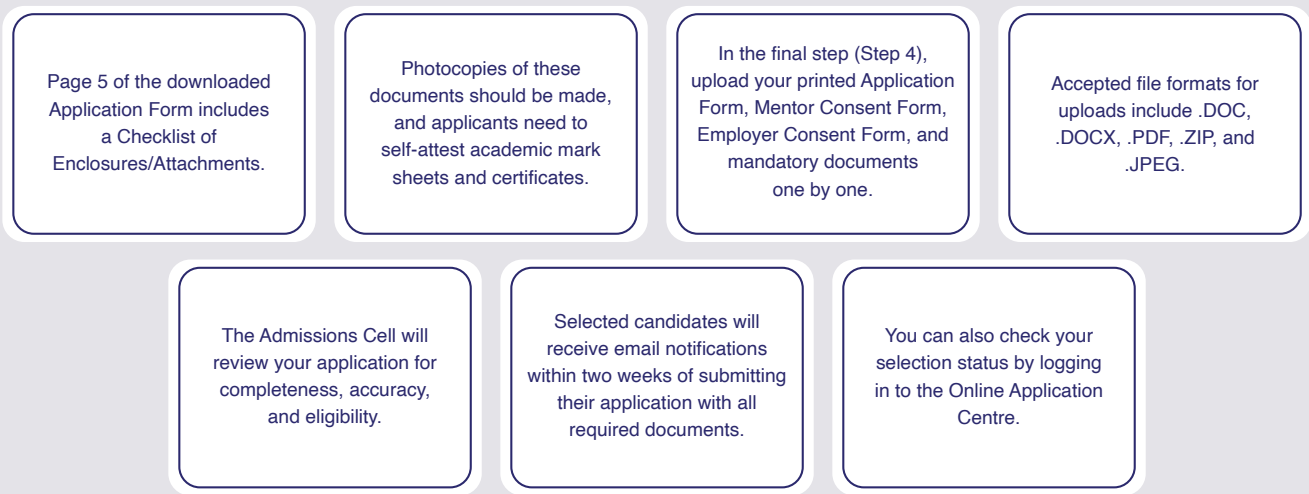 Page 5 of the downloaded
Application Form includes
a Checklist of
Enclosures/Attachments.
Photocopies of these
documents should be made,
and applicants need to
self-attest academic mark
sheets and certificates.
In the final step (Step 4),
upload your printed Application
Form, Mentor Consent Form,
Employer Consent Form, and
mandatory documents
one by one.
Accepted file formats for
uploads include .DOC,
.DOCX, .PDF, .ZIP, and
.JPEG.
The Admissions Cell will
review your application for
completeness, accuracy,
and eligibility.
Selected candidates will
receive email notifications
within two weeks of submitting
their application with all
required documents.
You can also check your
selection status by logging
in to the Online Application
Centre.